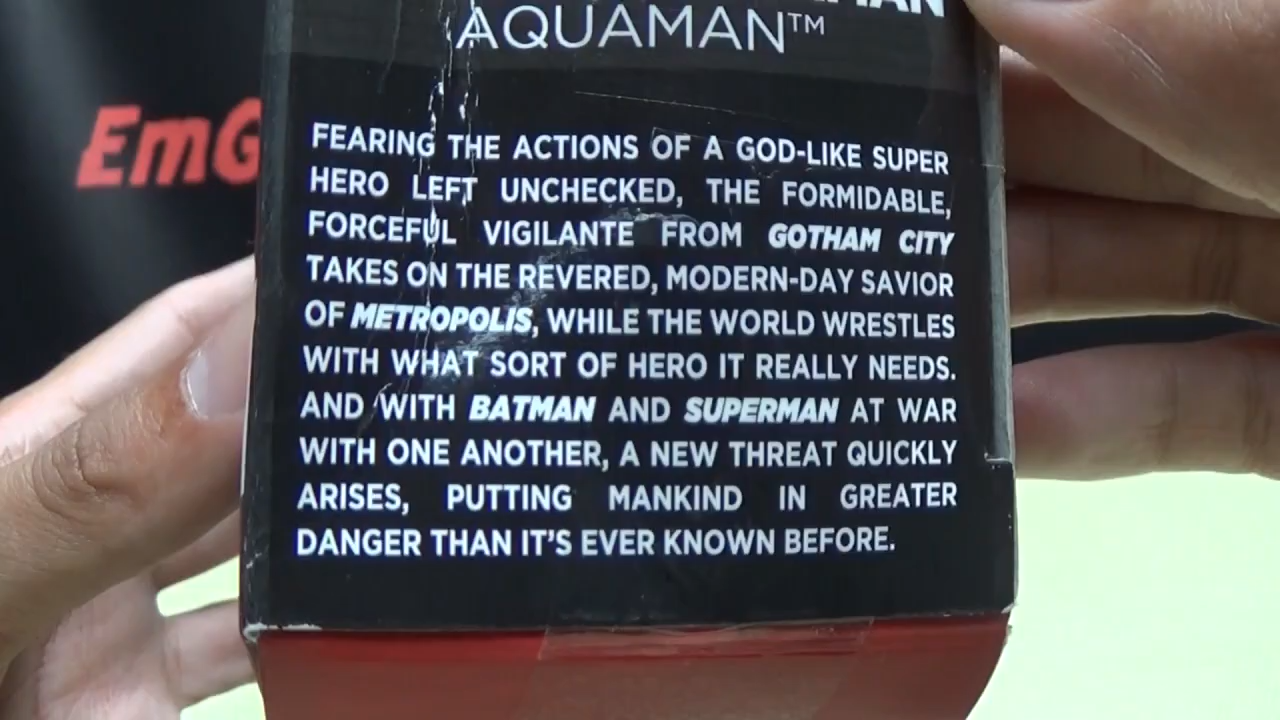 AQUAMAN™
EmG
FEARING THE ACTIONS OF A GOD-LIKE SUPER
HERO LEFT UNCHECKED, THE FORMIDABLE,
FORCEFUL VIGILANTE FROM GOTHAM CITY
TAKES ON THE REVERED, MODERN-DAY SAVIOR
OF METROPOLIS, WHILE THE WORLD WRESTLES
WITH WHAT SORT OF HERO IT REALLY NEEDS.
AND WITH BATMAN AND SUPERMAN AT WAR
WITH ONE ANOTHER, A NEW THREAT QUICKLY
ARISES, PUTTING MANKIND IN GREATER
DANGER THAN IT'S EVER KNOWN BEFORE.